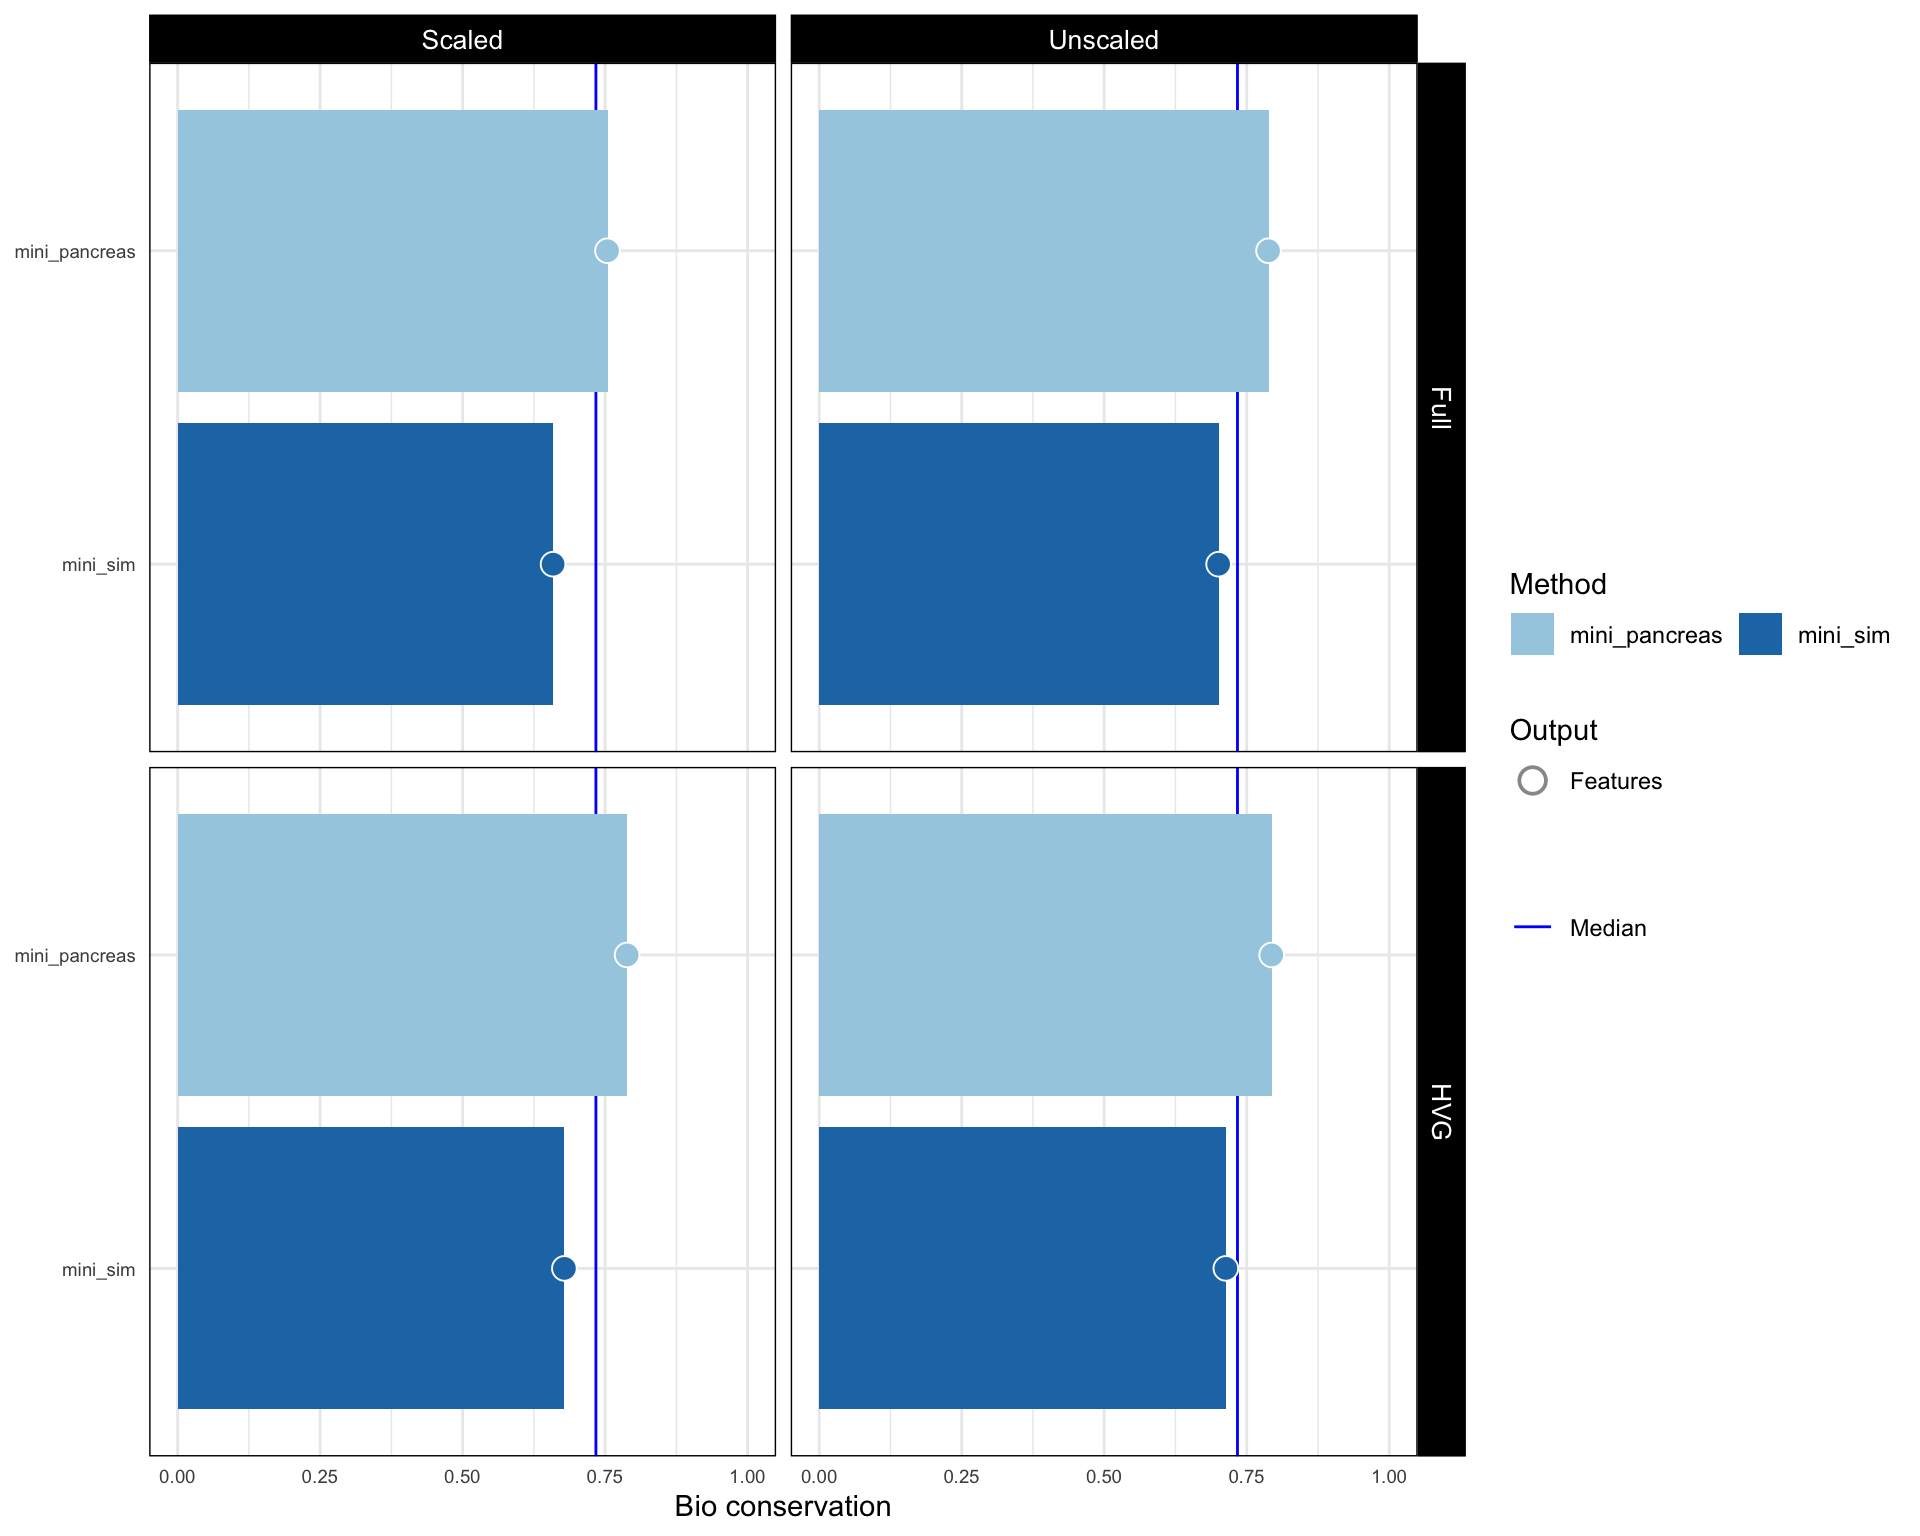 Scaled
Unscaled
Full
mini_pancreas
mini_sim
HVG
mini_pancreas
mini_sim
0.00 0.25 0.50 0.75 1.00
0.00 0.25 0.50 0.75 1.00
Bio conservation
Method
mini_pancreas mini_sim
Output
Features
Median